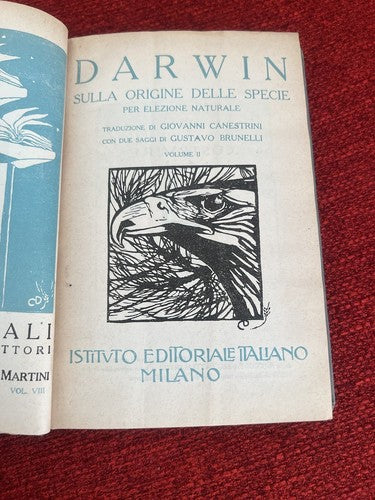 ALI
TTORI
MARTINI
VOL. VIII
DARWIN
SULLA ORIGINE DELLE SPECIE
PER ELEZIONE NATURALE
TRADUZIONE DI GIOVANNI CANESTRINI
CON DUE SAGGI DI GUSTAVO BRUNELLI
VOLUME II
ISTITVTO EDITORIALE ITALIANO
MILANO